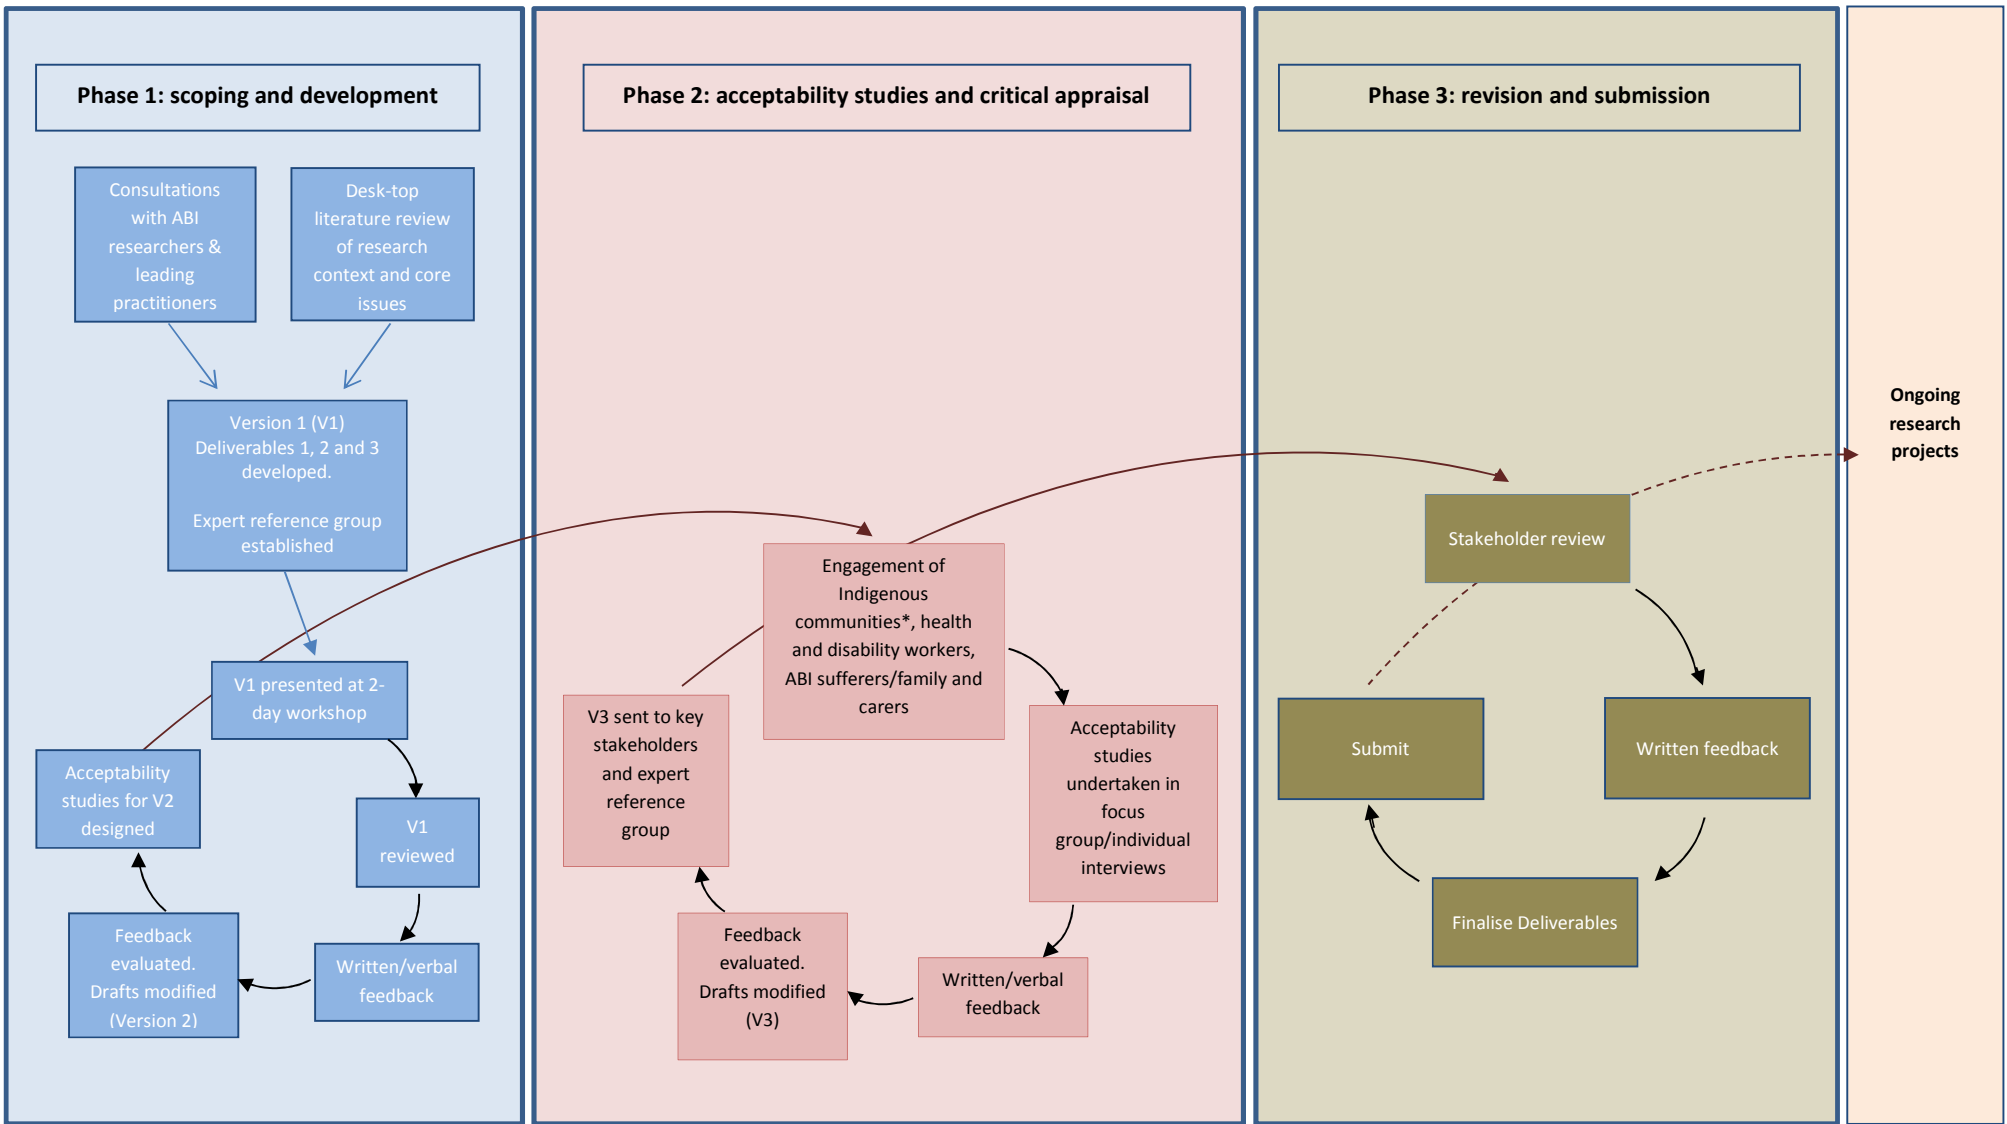 Phase 1: scoping and development
Consultations
with ABI
researchers &
leading
practitioners
Desk-top
literature review
of research
context and core
issues
Version 1 (V1)
Deliverables 1, 2 and 3
developed.
Expert reference group
established
V1 presented at 2-
day workshop
V1
reviewed
Written/verbal
feedback
Feedback
evaluated.
Drafts modified
(Version 2)
Acceptability
studies for V2
designed
Phase 2: acceptability studies and critical appraisal
Engagement of
Indigenous
communities*, health
and disability workers,
ABI sufferers/family and
carers
Acceptability
studies
undertaken in
focus
group/individual
interviews
Written/verbal
feedback
Feedback
evaluated.
Drafts modified
(V3)
V3 sent to key
stakeholders
and expert
reference
group
Phase 3: revision and submission
Stakeholder review
Written feedback
Finalise Deliverables
Submit
Ongoing
research
projects